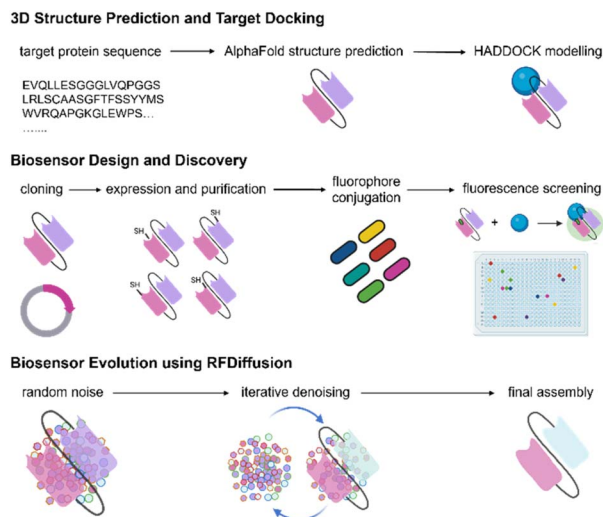 3D Structure Prediction and Target Docking
target protein sequence
AlphaFold structure prediction
HADDOCK modelling
EVQLLESGGGLVQPGGS
LRLSCAASGFTFSSYYMS
WVRQAPGKGLEWPS...
.......
Biosensor Design and Discovery
cloning
expression and purification
fluorophore
conjugation
fluorescence screening
SH
SH
SH
SH
+
Biosensor Evolution using RFDiffusion
random noise
iterative denoising
final assembly